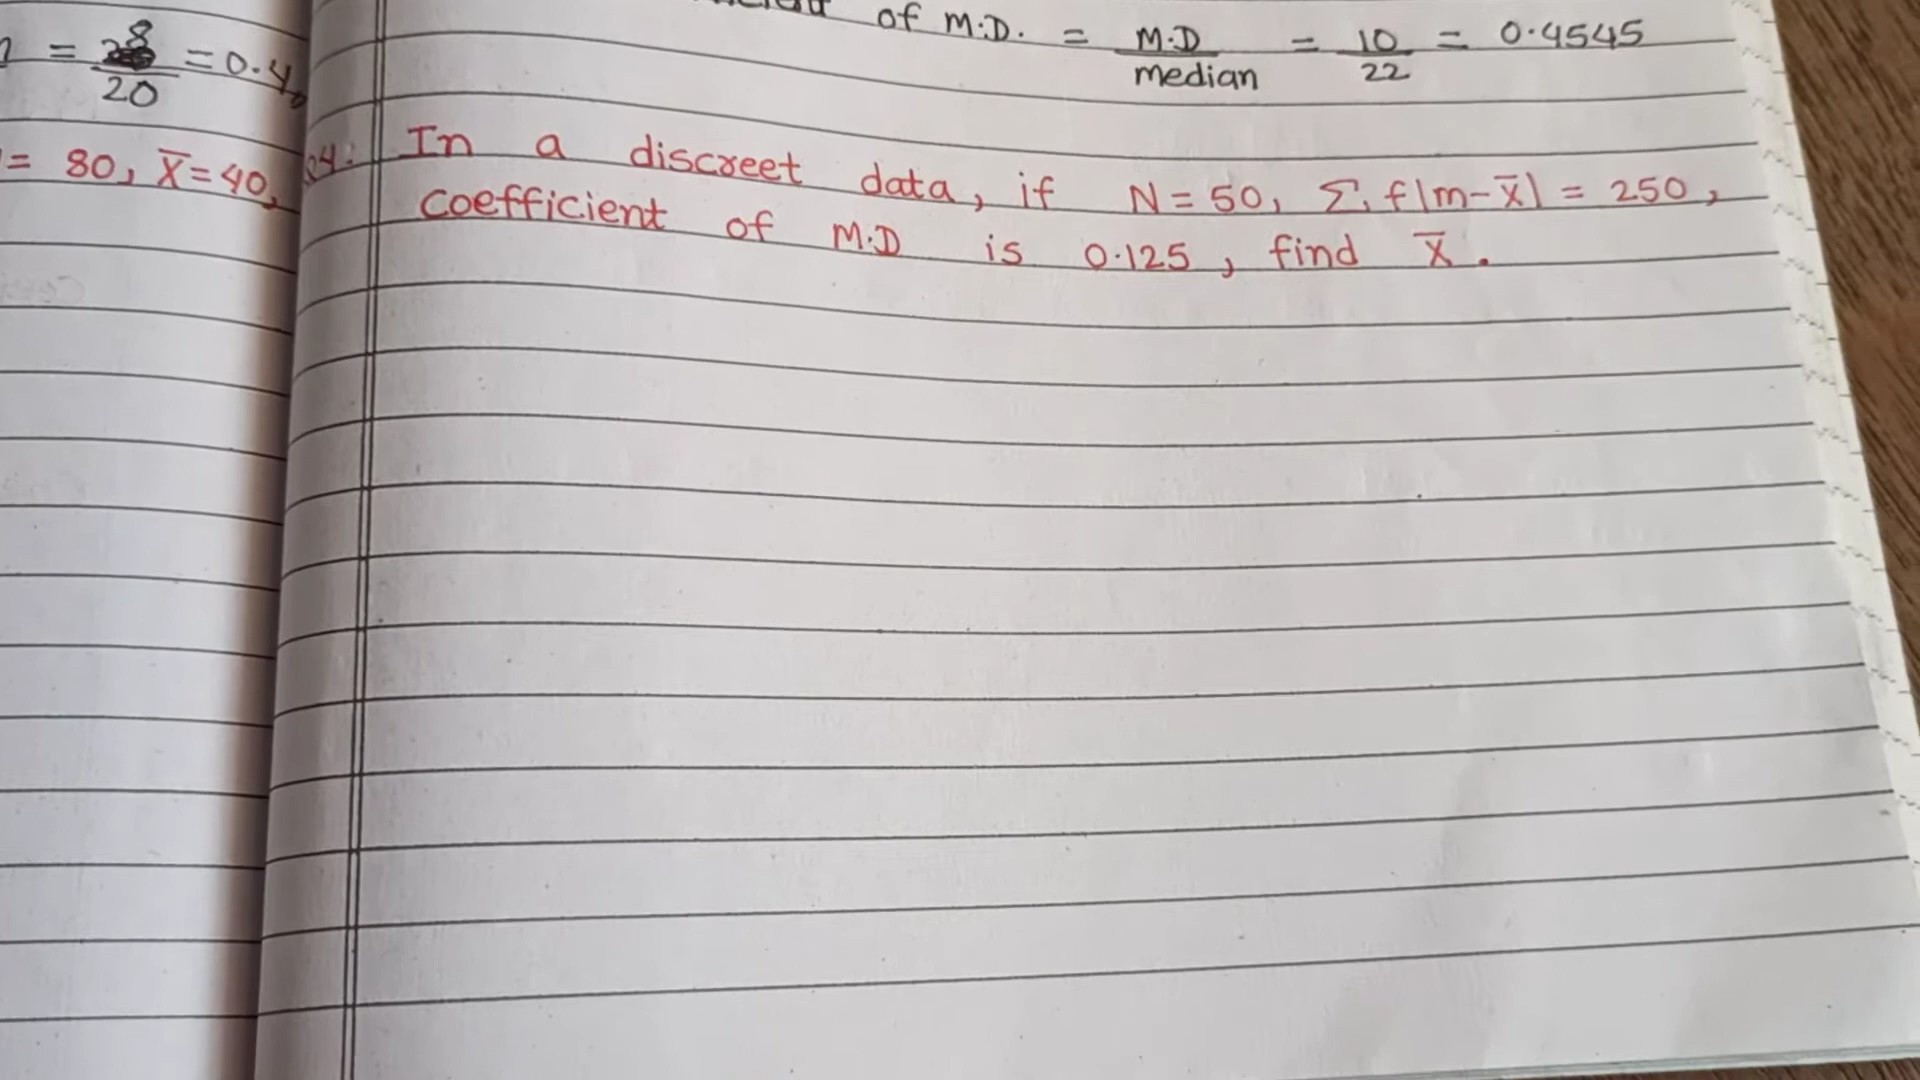 = 8/20 = 0.4
= 80, X̅ = 40,
of M.D. = M.D/median = 10/22 = 0.4545
In a discreet data, if N = 50, Σ f|m-x̅| = 250,
coefficient of M.D is 0.125, find X̅.